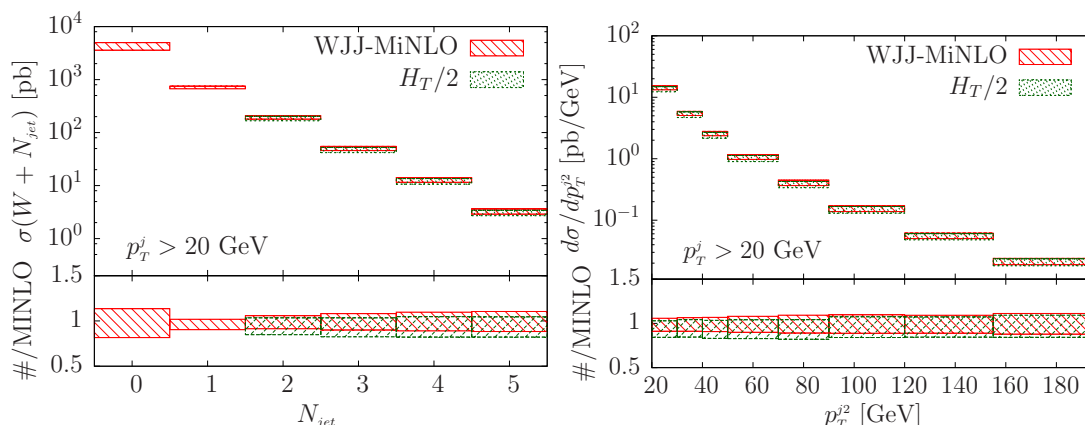 WJJ-MiNLO
H_T/2
σ(W + N_jet) [pb]
10^4
10^3
10^2
10^1
10^0
p_T^j > 20 GeV
#/MINLO
1.5
1
0.5
0 1 2 3 4 5
N_jet
WJJ-MiNLO
H_T/2
dσ/dp_T^{j2} [pb/GeV]
10^2
10^1
10^0
10^{-1}
p_T^j > 20 GeV
#/MINLO
1.5
1
0.5
20 40 60 80 100 120 140 160 180
p_T^{j2} [GeV]